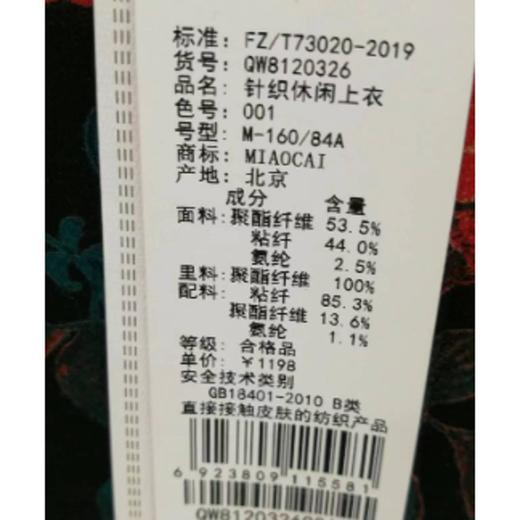 标准: FZ/T73020-2019
货号: QW8120326
品名: 针织休闲上衣
色号: 001
号型: M-160/84A
商标: MIAOCAI
产地: 北京
成分 含量
面料: 聚酯纤维 53.5%
粘纤 44.0%
氨纶 2.5%
里料: 聚酯纤维 100%
配料: 粘纤 85.3%
聚酯纤维 13.6%
氨纶 1.1%
等级: 合格品
单价: ¥1198
安全技术类别
GB18401-2010 B类
直接接触皮肤的纺织产品
6 923809 115581